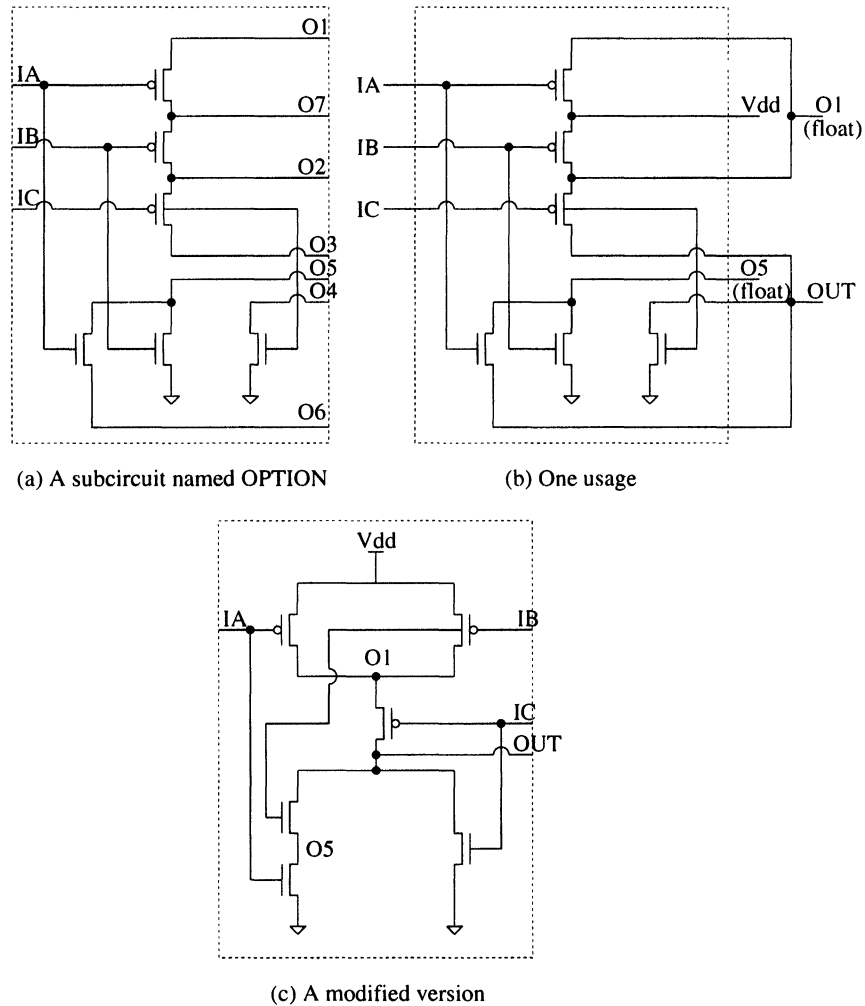 O1
IA
O7
IB
O2
IC
O3
O5
O4
O6
(a) A subcircuit named OPTION
IA
Vdd
O1
(float)
IB
IC
O5
(float)
OUT
(b) One usage
Vdd
IA
IB
O1
IC
OUT
O5
(c) A modified version